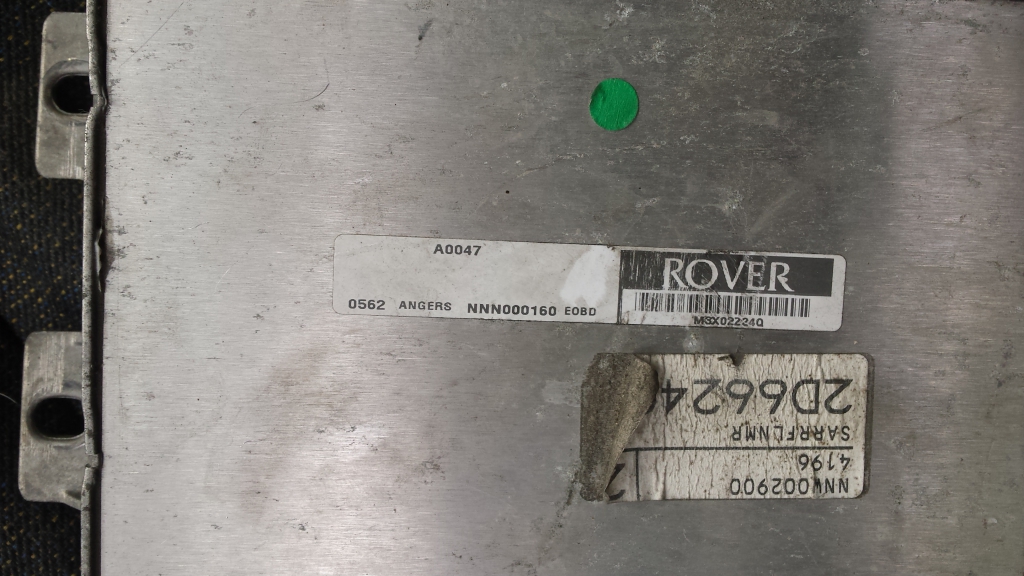 A0047
0562 ANGERS NNN000160 EOBD
ROVER
M3X02224Q
NNW002900
4196
SARRFLNMR
2D6624